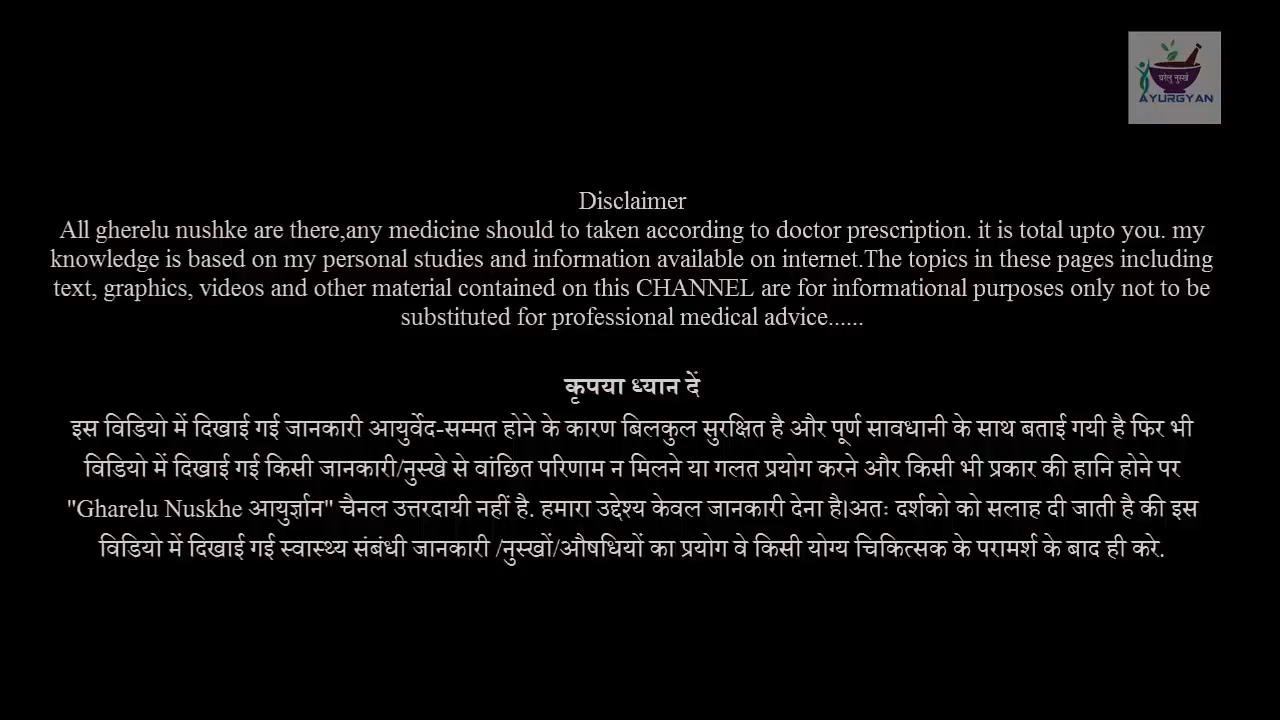 घरेलु नुस्खे
AYURGYAN
Disclaimer
All gherelu nushke are there,any medicine should to taken according to doctor prescription. it is total upto you. my
knowledge is based on my personal studies and information available on internet.The topics in these pages including
text, graphics, videos and other material contained on this CHANNEL are for informational purposes only not to be
substituted for professional medical advice......
कृपया ध्यान दें
इस विडियो में दिखाई गई जानकारी आयुर्वेद-सम्मत होने के कारण बिलकुल सुरक्षित है और पूर्ण सावधानी के साथ बताई गयी है फिर भी
विडियो में दिखाई गई किसी जानकारी/नुस्खे से वांछित परिणाम न मिलने या गलत प्रयोग करने और किसी भी प्रकार की हानि होने पर
"Gharelu Nuskhe आयुर्ज्ञान" चैनल उत्तरदायी नहीं है. हमारा उद्देश्य केवल जानकारी देना है।अतः दर्शको को सलाह दी जाती है की इस
विडियो में दिखाई गई स्वास्थ्य संबंधी जानकारी /नुस्खों/औषधियों का प्रयोग वे किसी योग्य चिकित्सक के परामर्श के बाद ही करे.